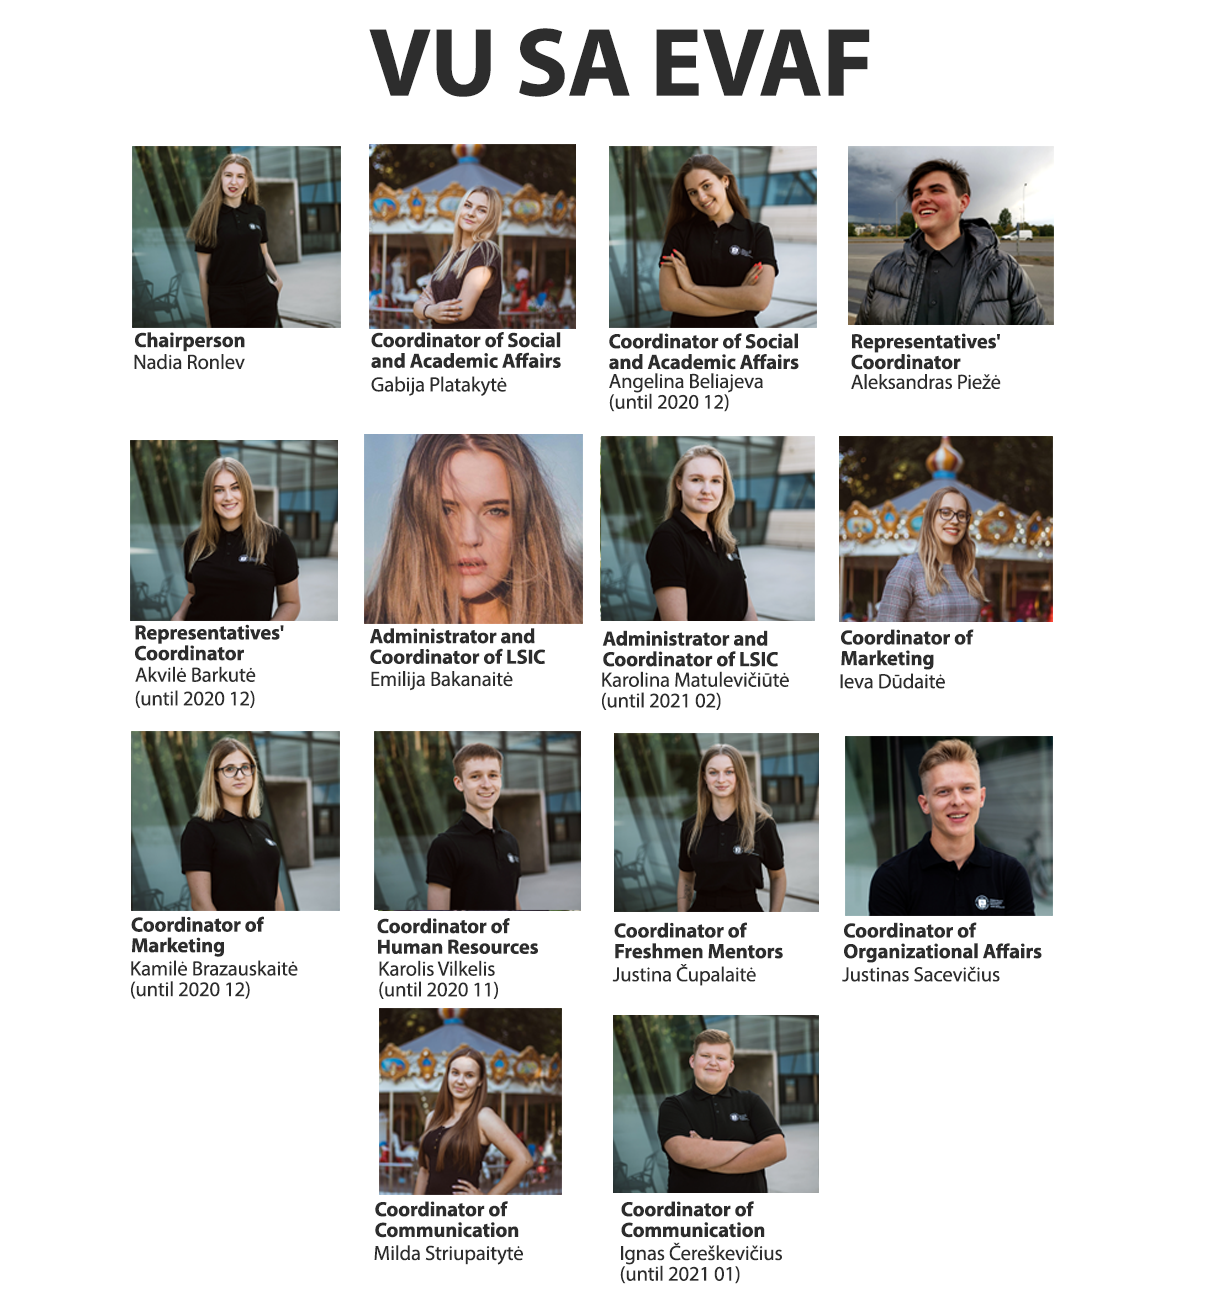 VU SA EVAF
Chairperson
Nadia Ronlev
Coordinator of Social
and Academic Affairs
Gabija Platakytė
Coordinator of Social
and Academic Affairs
Angelina Beliajeva
(until 2020 12)
Representatives'
Coordinator
Aleksandras Piežė
Representatives'
Coordinator
Akvilė Barkutė
(until 2020 12)
Administrator and
Coordinator of LSIC
Emilija Bakanaitė
Administrator and
Coordinator of LSIC
Karolina Matulevičiūtė
(until 2021 02)
Coordinator of
Marketing
Ieva Dūdaitė
Coordinator of
Marketing
Kamilė Brazauskaitė
(until 2020 12)
Coordinator of
Human Resources
Karolis Vilkelis
(until 2020 11)
Coordinator of
Freshmen Mentors
Justina Čupalaitė
Coordinator of
Organizational Affairs
Justinas Sacevičius
Coordinator of
Communication
Milda Striupaitytė
Coordinator of
Communication
Ignas Čereškevičius
(until 2021 01)